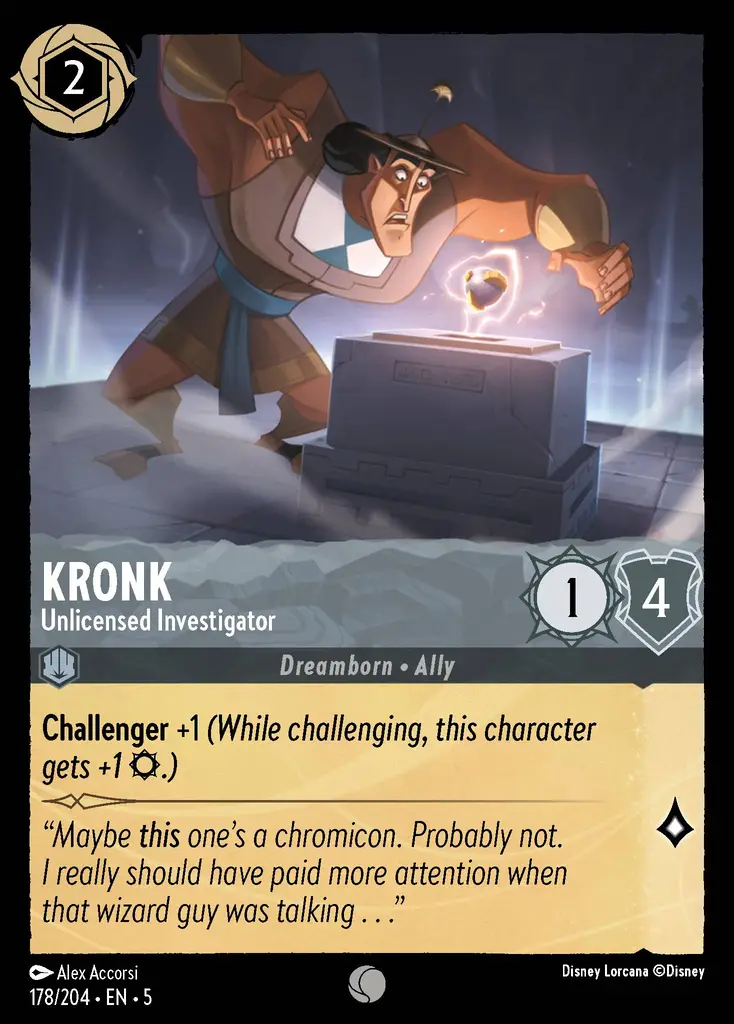 2
KRONK
Unlicensed Investigator
1
4
Dreamborn • Ally
Challenger +1 (While challenging, this character
gets +1 .)
“Maybe this one’s a chromicon. Probably not.
I really should have paid more attention when
that wizard guy was talking . . .”
Alex Accorsi
Disney Lorcana ©Disney
178/204 • EN • 5